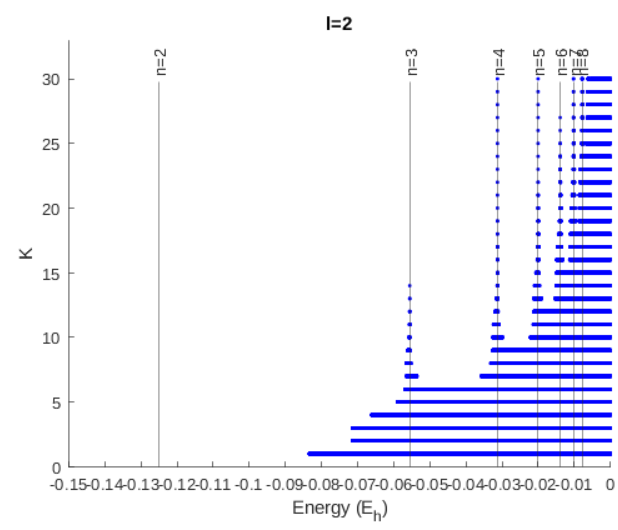 l=2
n=2
n=3
n=4
n=5
n=6
n=7
n=8
30
25
20
15
10
5
0
K
-0.15-0.14-0.13-0.12-0.11 -0.1 -0.09-0.08-0.07-0.06-0.05-0.04-0.03-0.02-0.01 0
Energy (E_h)